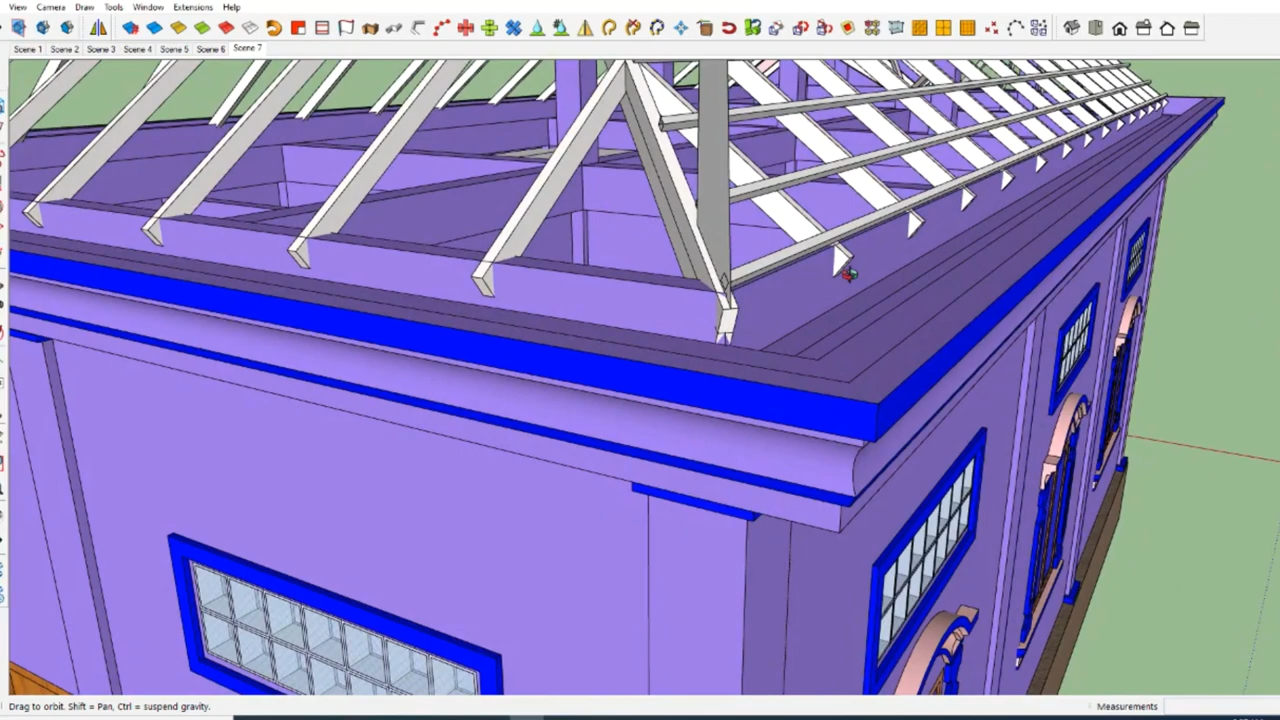 View Camera Draw Tools Window Extensions Help
Scene 1 Scene 2 Scene 3 Scene 4 Scene 5 Scene 6 Scene 7
Drag to orbit. Shift = Pan, Ctrl = suspend gravity. Measurements